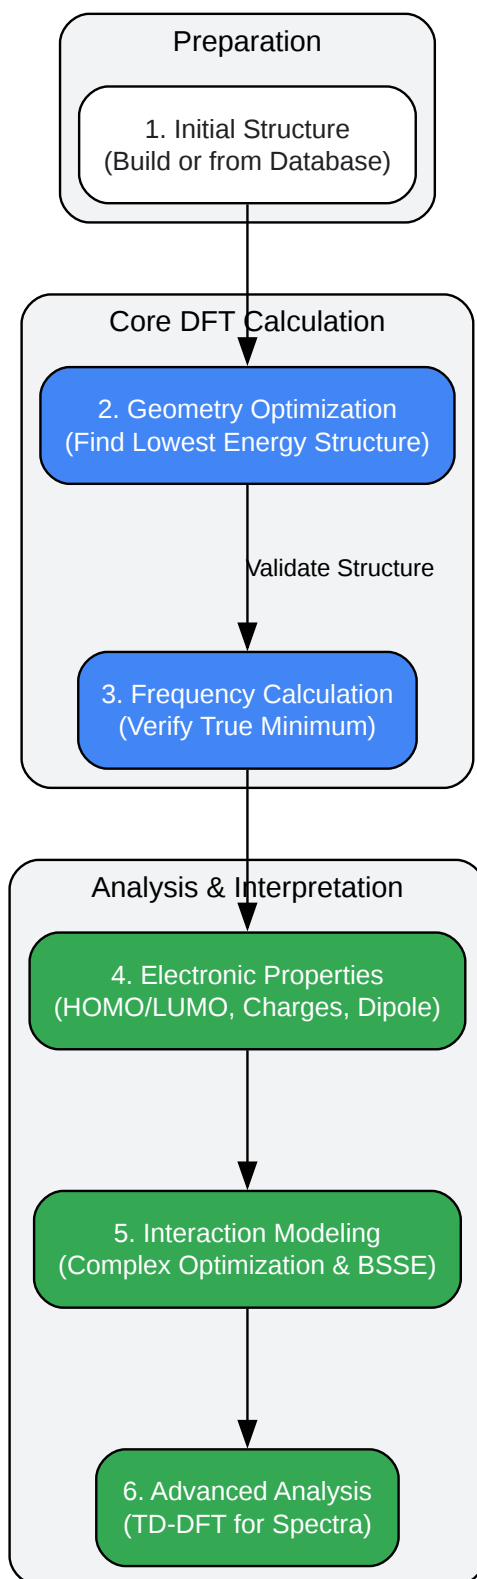 Preparation
1. Initial Structure
(Build or from Database)
Core DFT Calculation
2. Geometry Optimization
(Find Lowest Energy Structure)
Validate Structure
3. Frequency Calculation
(Verify True Minimum)
Analysis & Interpretation
4. Electronic Properties
(HOMO/LUMO, Charges, Dipole)
5. Interaction Modeling
(Complex Optimization & BSSE)
6. Advanced Analysis
(TD-DFT for Spectra)